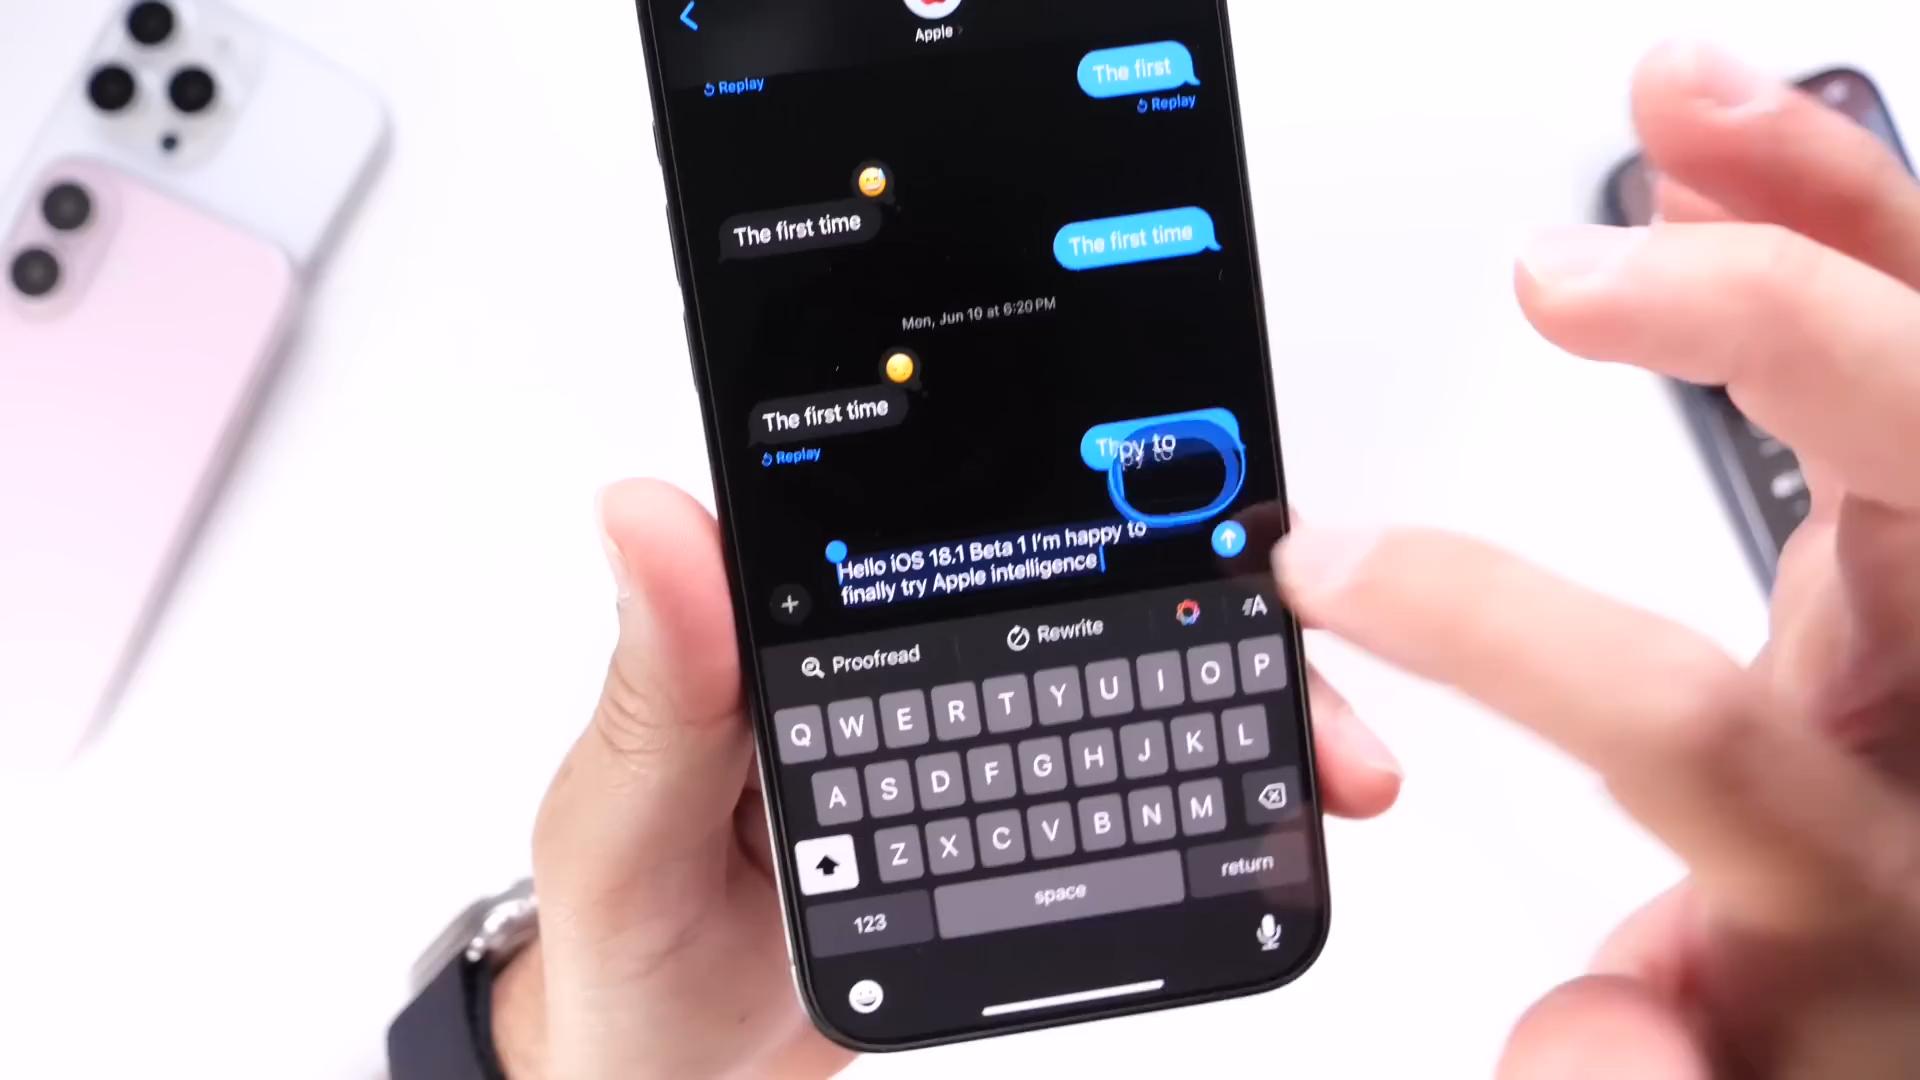 Apple
The first
Replay
Replay
The first time
The first time
Mon, Jun 10 at 6:20 PM
The first time
Replay
py to
Hello iOS 18.1 Beta 1 I'm happy to
finally try Apple intelligence
Proofread
Rewrite
Q W E R T Y U I O P
A S D F G H J K L
Z X C V B N M
123
space
return